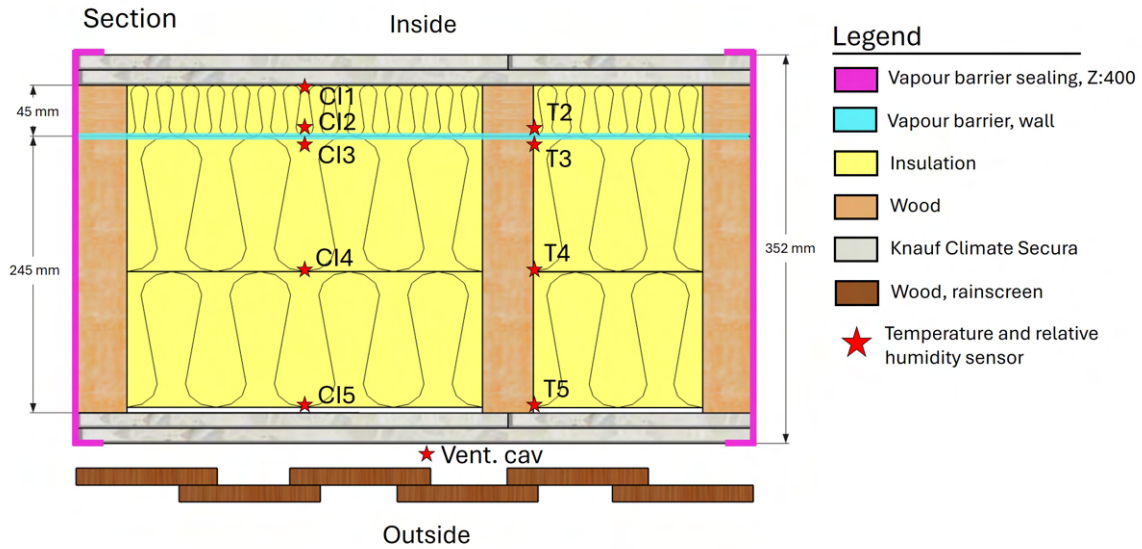 Section
Inside
Legend
Vapour barrier sealing, Z:400
Vapour barrier, wall
Insulation
Wood
Knauf Climate Secura
Wood, rainscreen
Temperature and relative
humidity sensor
45 mm
245 mm
352 mm
CI1
CI2
CI3
CI4
CI5
T2
T3
T4
T5
Vent. cav
Outside